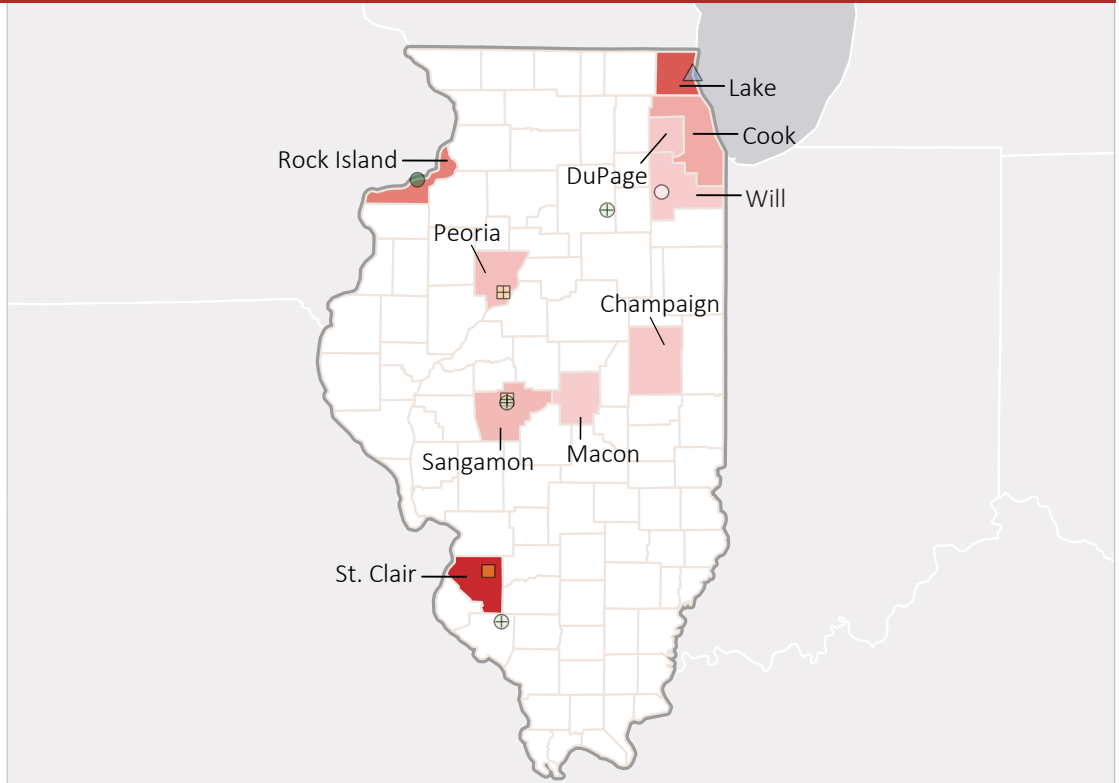 Lake
Cook
Rock Island
DuPage
Will
Peoria
Champaign
Macon
Sangamon
St. Clair